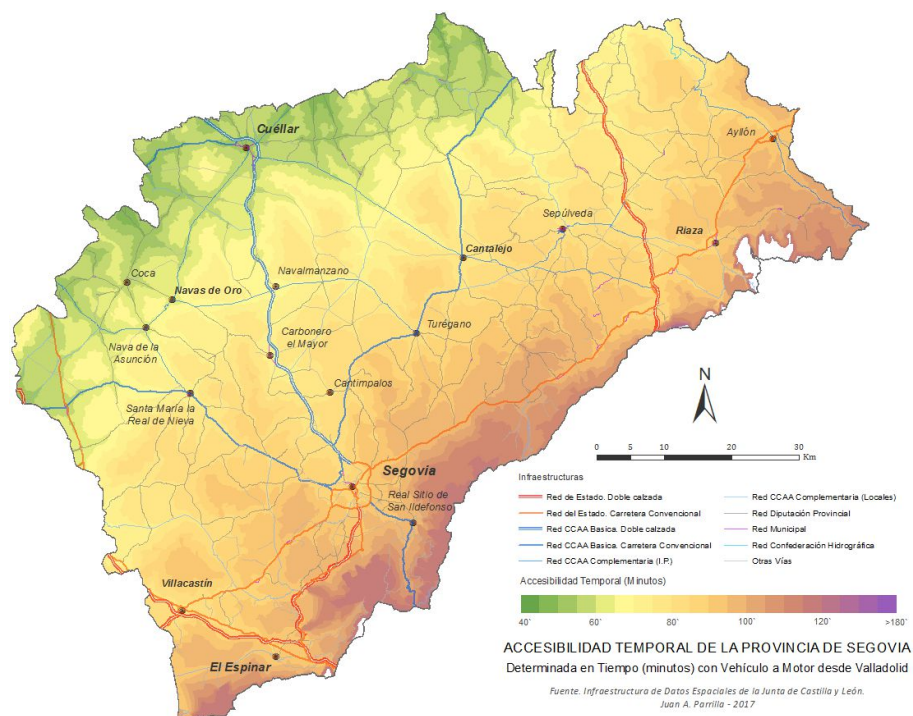 Cuéllar
Ayllón
Sepúlveda
Riaza
Cantalejo
Coca
Navalmanzano
Navas de Oro
Turégano
Carbonero
el Mayor
Nava de la
Asunción
Cantimpalos
Santa María la
Real de Nieva
N
0 5 10 20 30
Km
Segovia
Real Sitio de
San Ildefonso
Villacastín
El Espinar
Infraestructuras
Red de Estado. Doble calzada
Red del Estado. Carretera Convencional
Red CCAA Basica. Doble calzada
Red CCAA Basica. Carretera Convencional
Red CCAA Complementaria (I.P.)
Red CCAA Complementaria (Locales)
Red Diputación Provincial
Red Municipal
Red Confederación Hidrográfica
Otras Vías
Accesibilidad Temporal (Minutos)
40' 60' 80' 100' 120' >180'
ACCESIBILIDAD TEMPORAL DE LA PROVINCIA DE SEGOVIA
Determinada en Tiempo (minutos) con Vehículo a Motor desde Valladolid
Fuente. Infraestructura de Datos Espaciales de la Junta de Castilla y León.
Juan A. Parrilla - 2017